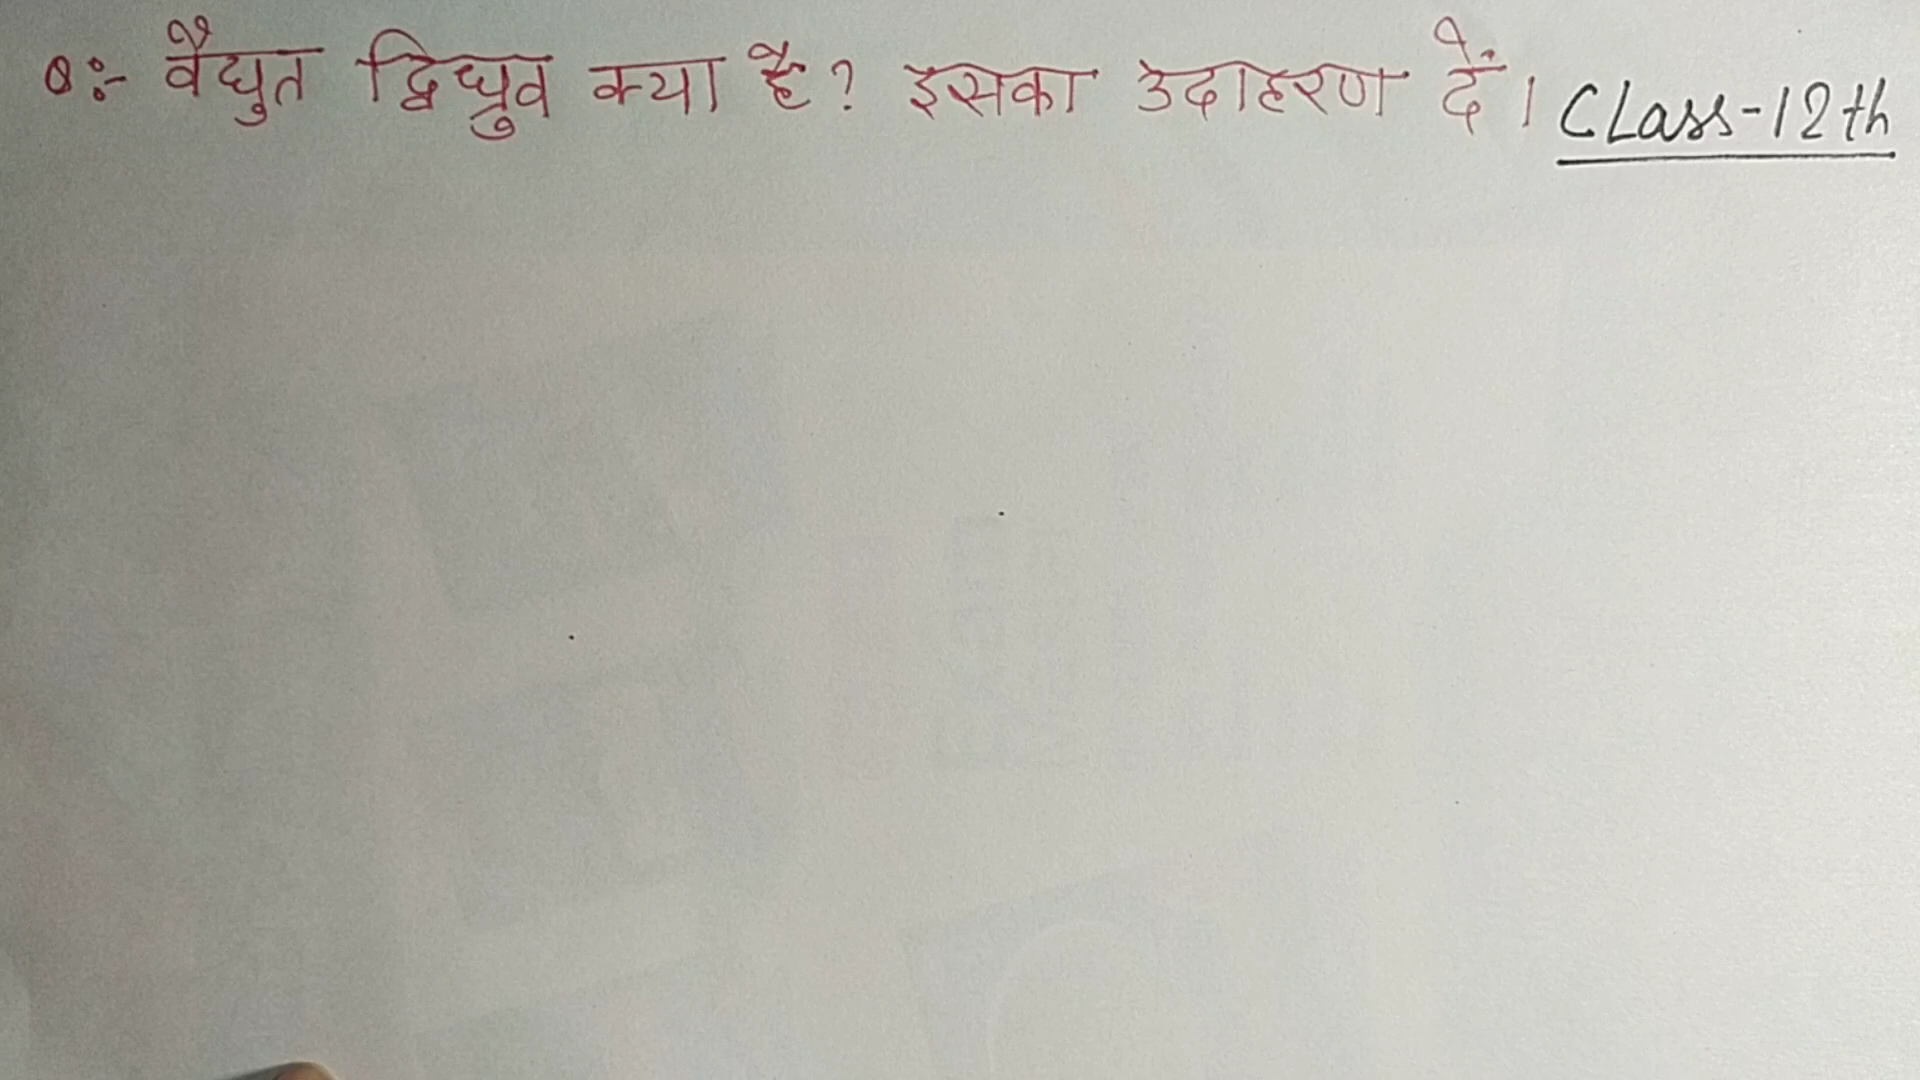 Q:- वैद्युत द्विध्रुव क्या है? इसका उदाहरण दें। CLass-12th